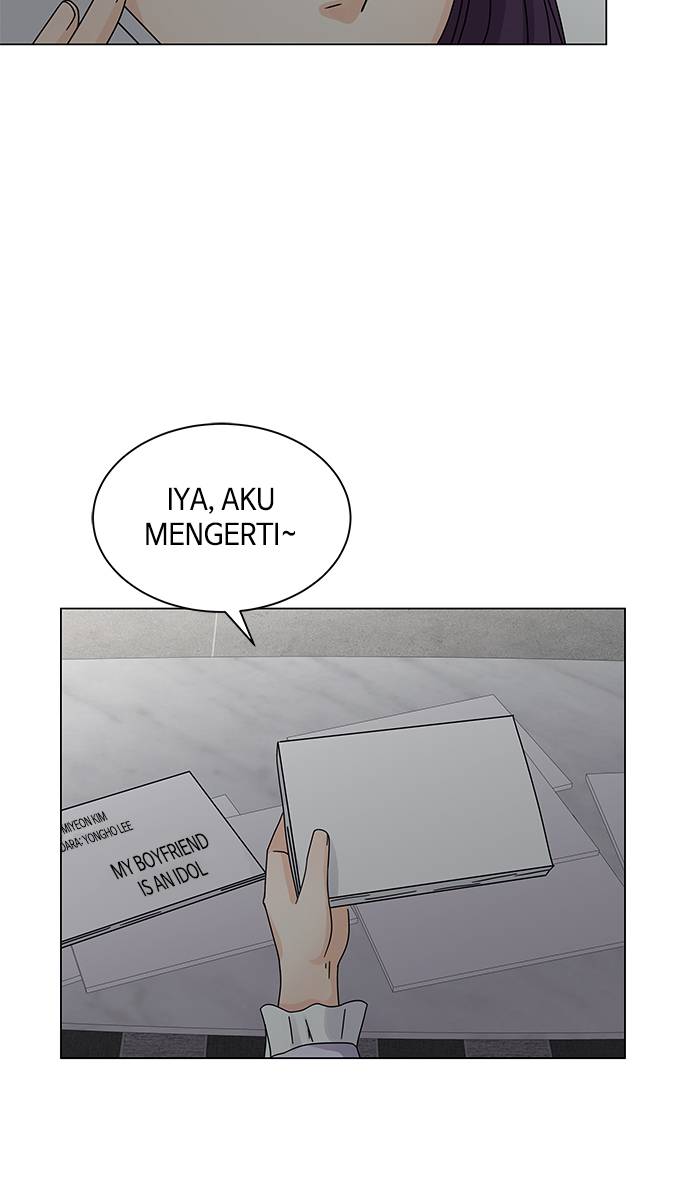 IYA, AKU
MENGERTI~
MIYEON KIM
DARA: YONGHO LEE
MY BOYFRIEND
IS AN IDOL